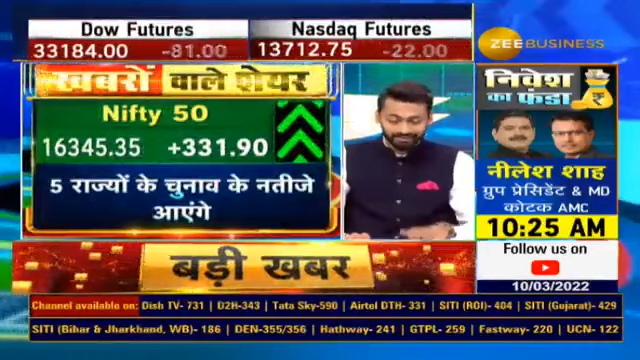 Dow Futures
33184.00 -81.00
Nasdaq Futures
13712.75 -22.00
ZEE BUSINESS
खबरों वाले शेयर
Nifty 50
16345.35 +331.90
5 राज्यों के चुनाव के नतीजे
आएंगे
निवेश
का फंडा
नीलेश शाह
ग्रुप प्रेसिडेंट & MD
कोटक AMC
10:25 AM
बड़ी खबर
Follow us on
10/03/2022
Channel available on: Dish TV- 731 | D2H-343 | Tata Sky-590 | Airtel DTH- 331 | SITI (ROI)- 404 | SITI (Gujarat)- 429
SITI (Bihar & Jharkhand, WB)- 186 | DEN-355/356 | Hathway- 241 | GTPL- 259 | Fastway- 220 | UCN- 122